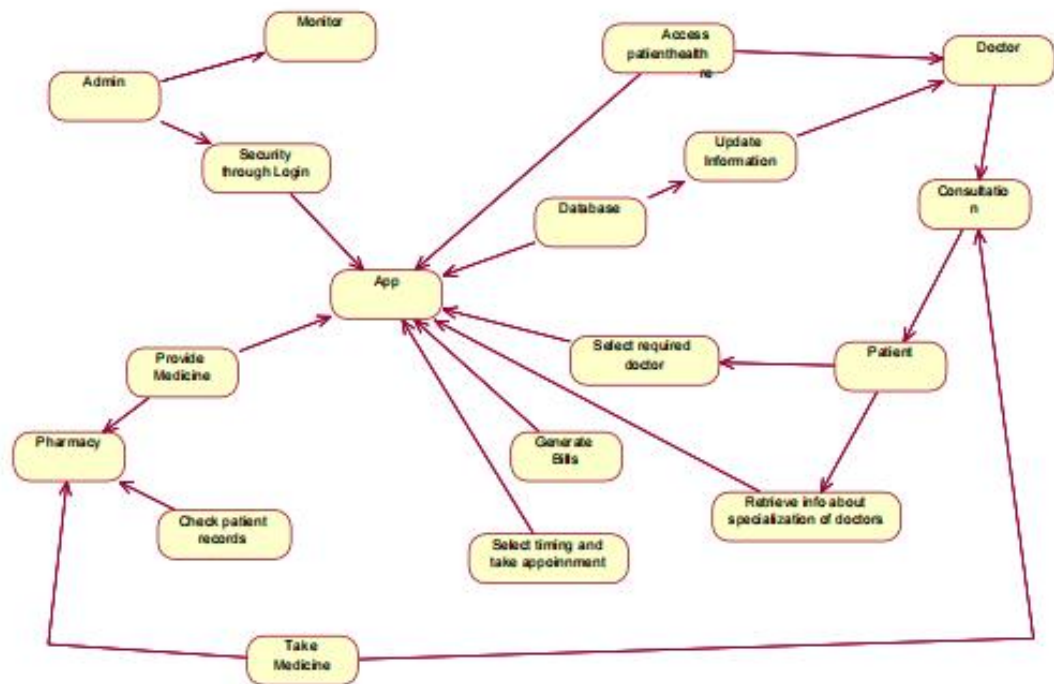 Monitor
Access
patienthealth
re
Doctor
Admin
Security
through Login
Update
Information
Database
Consultatio
n
App
Provide
Medicine
Select required
doctor
Patient
Pharmacy
Generate
Bills
Check patient
records
Retrieve info about
specialization of doctors
Select timing and
take appoinnment
Take
Medicine